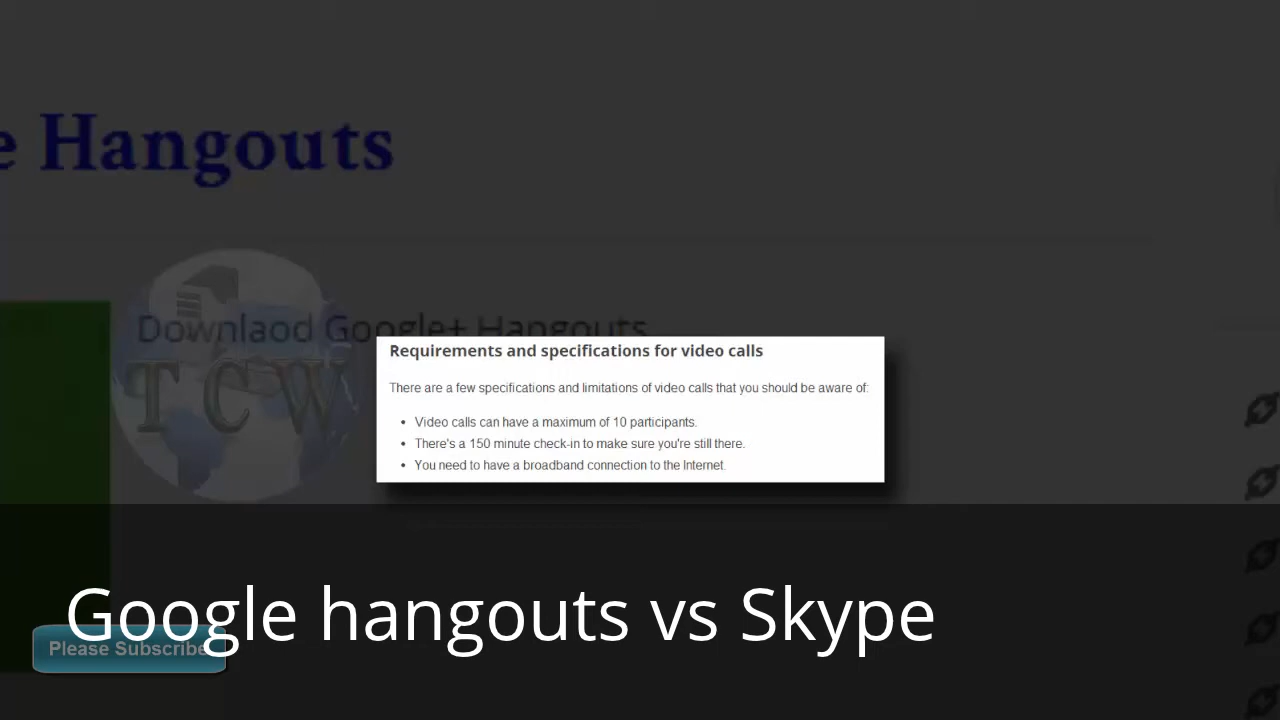 e Hangouts
Downlaod Google+ Hangouts
T C W
Requirements and specifications for video calls
There are a few specifications and limitations of video calls that you should be aware of:
• Video calls can have a maximum of 10 participants.
• There's a 150 minute check-in to make sure you're still there.
• You need to have a broadband connection to the Internet.
Google hangouts vs Skype
Please Subscribe